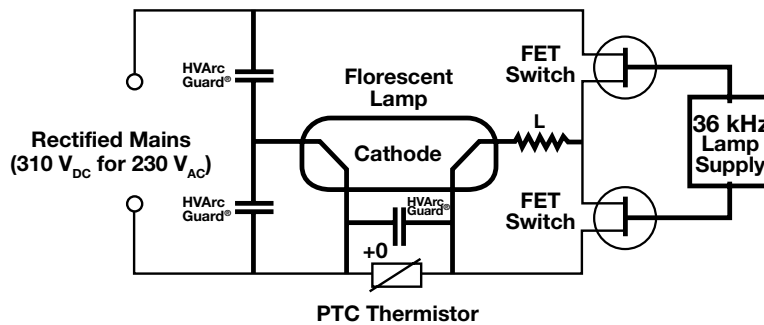 HVArc
Guard®
Florescent
Lamp
FET
Switch
Rectified Mains
(310 VDC for 230 VAC)
Cathode
L
36 kHz
Lamp
Supply
HVArc
Guard®
HVArc
Guard®
FET
Switch
+0
PTC Thermistor